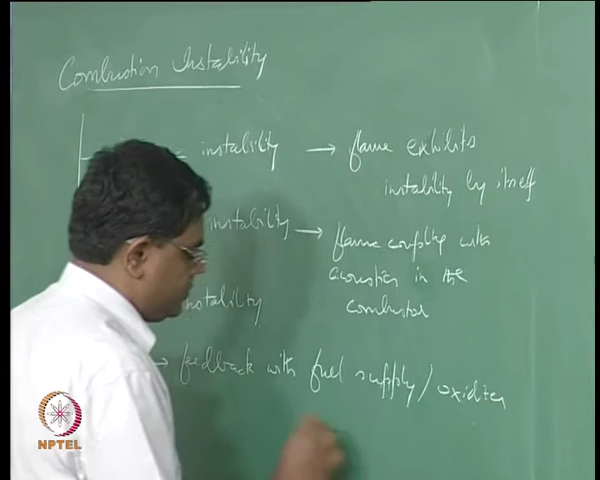 Combustion Instability
instability → flame exhibits
instability by itself
instability → flame coupling with
acoustics in the
combustor
nstability
→ feedback with fuel supply/oxidizer
NPTEL